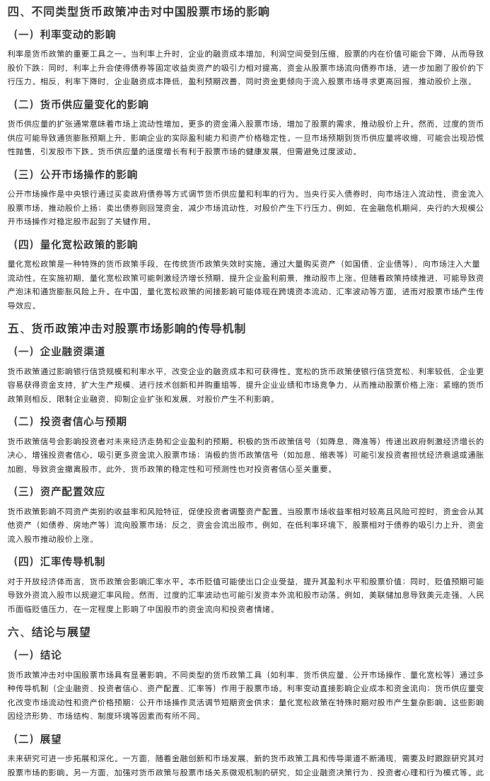 四、不同类型货币政策冲击对中国股票市场的影响
（一）利率变动的影响
利率是货币政策的重要工具之一。当利率上升时，企业的融资成本增加，利润空间受到压缩，股票的内在价值可能会下降，从而导致
股价下跌；同时，利率上升会使得债券等固定收益类资产的吸引力相对提高，资金从股票市场流向债券市场，进一步加剧了股价的下
行压力。相反，利率下降时，企业融资成本降低，盈利预期改善，同时资金更倾向于流入股票市场寻求更高回报，推动股价上涨。
（二）货币供应量变化的影响
货币供应量的扩张通常意味着市场上流动性增加。更多的资金涌入股票市场，增加了股票的需求，推动股价上升。然而，过度的货币
供应可能导致通货膨胀预期上升，影响企业的实际盈利能力和资产价格稳定性。一旦市场预期到货币供应量将收缩，可能会出现恐慌
性抛售，引发股市下跌。货币供应量的适度增长有利于股票市场的健康发展，但需避免过度波动。
（三）公开市场操作的影响
公开市场操作是中央银行通过买卖政府债券等方式调节货币供应量和利率的行为。当央行买入债券时，向市场注入流动性，资金流入
股票市场，推动股价上扬；卖出债券则回笼资金，减少市场流动性，对股价产生下行压力。例如，在金融危机期间，央行的大规模公
开市场操作对稳定股市起到了关键作用。
（四）量化宽松政策的影响
量化宽松政策是一种特殊的货币政策手段，在传统货币政策失效时实施。通过大量购买资产（如国债、企业债等），向市场注入大量
流动性。在实施初期，量化宽松政策可能刺激经济增长预期，提升企业盈利前景，推动股市上涨。但随着政策持续推进，可能导致资
产泡沫和通货膨胀风险上升。在中国，量化宽松政策的间接影响可能体现在跨境资本流动、汇率波动等方面，进而对股票市场产生传
导效应。
五、货币政策冲击对股票市场影响的传导机制
（一）企业融资渠道
货币政策通过影响银行信贷规模和利率水平，改变企业的融资成本和可获得性。宽松的货币政策使银行信贷宽松、利率较低，企业更
容易获得资金支持，扩大生产规模、进行技术创新和并购重组等，提升企业业绩和市场竞争力，从而推动股票价格上涨；紧缩的货币
政策则相反，限制企业融资，抑制企业扩张和发展，对股价产生不利影响。
（二）投资者信心与预期
货币政策信号会影响投资者对未来经济走势和企业盈利的预期。积极的货币政策信号（如降息、降准等）传递出政府刺激经济增长的
决心，增强投资者信心，吸引更多资金流入股票市场；消极的货币政策信号（如加息、缩表等）可能引发投资者担忧经济衰退或通胀
加剧，导致资金撤离股市。此外，货币政策的稳定性和可预测性也对投资者信心至关重要。
（三）资产配置效应
货币政策影响不同资产类别的收益率和风险特征，促使投资者调整资产配置。当股票市场收益率相对较高且风险可控时，资金会从其
他资产（如债券、房地产等）流向股票市场；反之，资金会流出股市。例如，在低利率环境下，股票相对于债券的吸引力上升，资金
流入股市推动股价上涨。
（四）汇率传导机制
对于开放经济体而言，货币政策会影响汇率水平。本币贬值可能使出口企业受益，提升其盈利水平和股票价值；同时，贬值预期可能
导致外资流入股市以规避汇率风险。然而，过度的汇率波动也可能引发资本外流和股市动荡。例如，美联储加息导致美元走强，人民
币面临贬值压力，在一定程度上影响了中国股市的资金流向和投资者情绪。
六、结论与展望
（一）结论
货币政策冲击对中国股票市场具有显著影响。不同类型的货币政策工具（如利率、货币供应量、公开市场操作、量化宽松等）通过多
种传导机制（企业融资、投资者信心、资产配置、汇率等）作用于股票市场。利率变动直接影响企业成本和资金流向；货币供应量变
化改变市场流动性和资产价格预期；公开市场操作灵活调节短期资金供求；量化宽松政策在特殊时期对股市产生复杂影响。这些影响
因经济形势、市场结构、制度环境等因素而有所不同。
（二）展望
未来研究可进一步拓展和深化。一方面，随着金融创新和市场发展，新的货币政策工具和传导渠道不断涌现，需要及时跟踪研究其对
股票市场的影响。另一方面，加强对货币政策与股票市场关系微观机制的研究，如企业融资决策行为、投资者心理和行为模式等。此